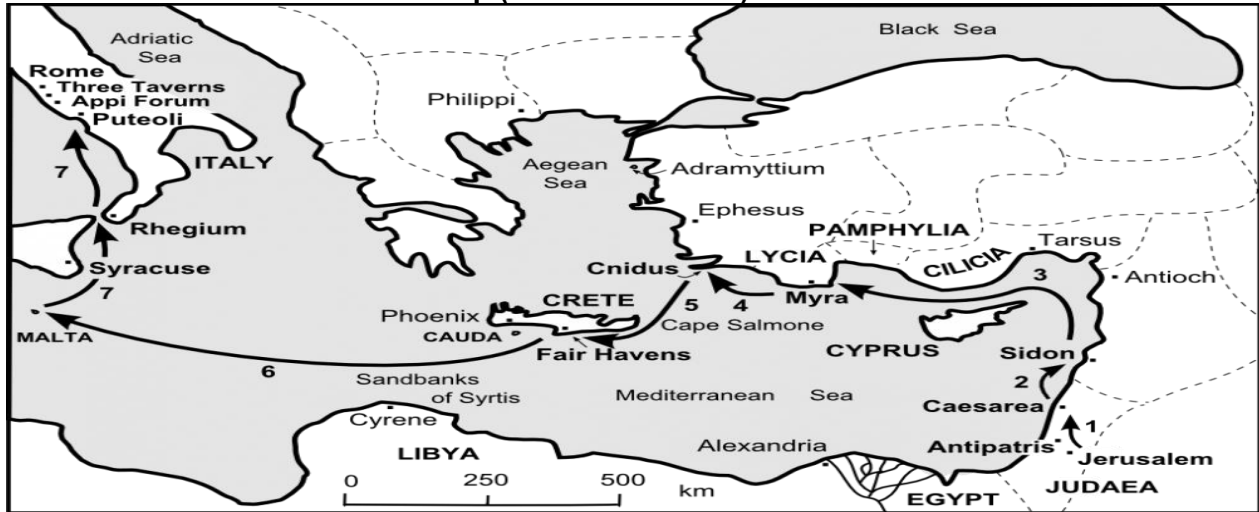 Adriatic
Sea
Black Sea
Rome
Three Taverns
Appi Forum
Puteoli
Philippi
ITALY
7
Aegean
Sea
Adramyttium
Ephesus
PAMPHYLIA
Rhegium
LYCIA
CILICIA
Tarsus
Syracuse
7
Cnidus
Antioch
3
Myra
4
5
CRETE
Phoenix
CAUDA
Cape Salmone
MALTA
Fair Havens
CYPRUS
Sidon
6
2
Sandbanks
of Syrtis
Mediterranean Sea
Caesarea
Cyrene
1
LIBYA
Alexandria
Antipatris
Jerusalem
0 250 500 km
EGYPT
JUDAEA